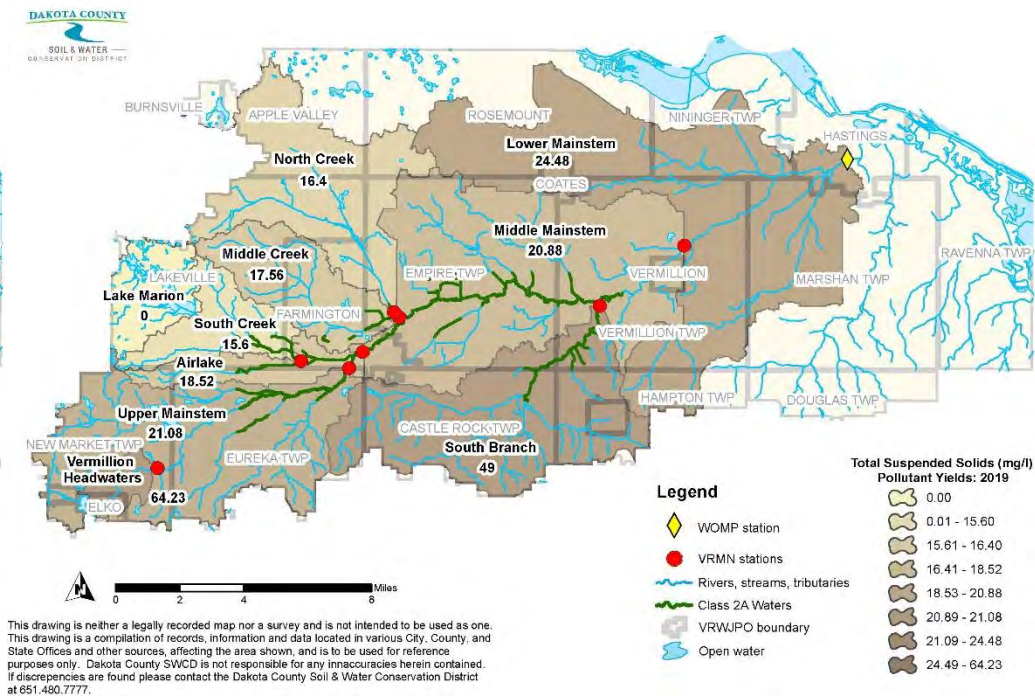 DAKOTA COUNTY
SOIL & WATER
CONSERVATION DISTRICT
BURNSVILLE
APPLE VALLEY
ROSEMOUNT
NININGER TWP
HASTINGS
Lower Mainstem
24.48
North Creek
16.4
COATES
Middle Mainstem
20.88
Middle Creek
17.56
EMPIRE TWP
VERMILLION
RAVENNA TWP
MARSHAN TWP
LAKEVILLE
Lake Marion
0
FARMINGTON
South Creek
15.6
VERMILLION TWP
Airlake
18.52
HAMPTON TWP
DOUGLAS TWP
Upper Mainstem
21.08
CASTLE ROCK TWP
NEW MARKET TWP
South Branch
49
EUREKA TWP
Vermillion
Headwaters
64.23
ELKO
N
0 2 4 8 Miles
This drawing is neither a legally recorded map nor a survey and is not intended to be used as one.
This drawing is a compilation of records, information and data located in various City, County, and
State Offices and other sources, affecting the area shown, and is to be used for reference
purposes only. Dakota County SWCD is not responsible for any innaccuracies herein contained.
If discrepancies are found please contact the Dakota County Soil & Water Conservation District
at 651.480.7777.
Legend
WOMP station
VRMN stations
Rivers, streams, tributaries
Class 2A Waters
VRWJPO boundary
Open water
Total Suspended Solids (mg/l)
Pollutant Yields: 2019
0.00
0.01 - 15.60
15.61 - 16.40
16.41 - 18.52
18.53 - 20.88
20.89 - 21.08
21.09 - 24.48
24.49 - 64.23